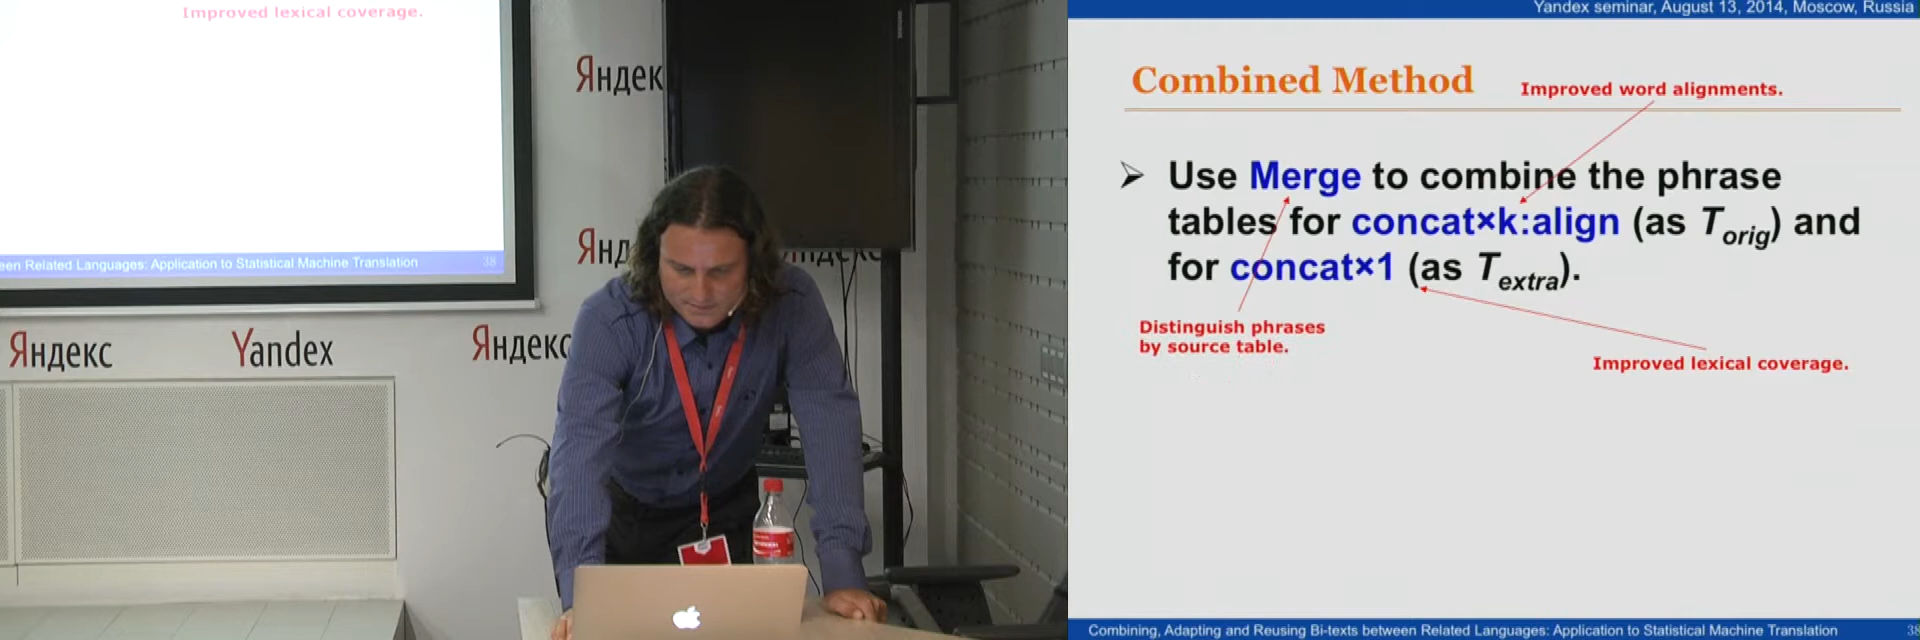 Improved lexical coverage.
een Related Languages: Application to Statistical Machine Translation 38
Яндек
Янд
ндекс
Яндекс
Yandex
Яндекс
Yandex seminar, August 13, 2014, Moscow, Russia
Combined Method
Improved word alignments.
➢ Use Merge to combine the phrase
tables for concat×k:align (as Torig) and
for concat×1 (as Textra).
Distinguish phrases
by source table.
Improved lexical coverage.
Combining, Adapting and Reusing Bi-texts between Related Languages: Application to Statistical Machine Translation 38